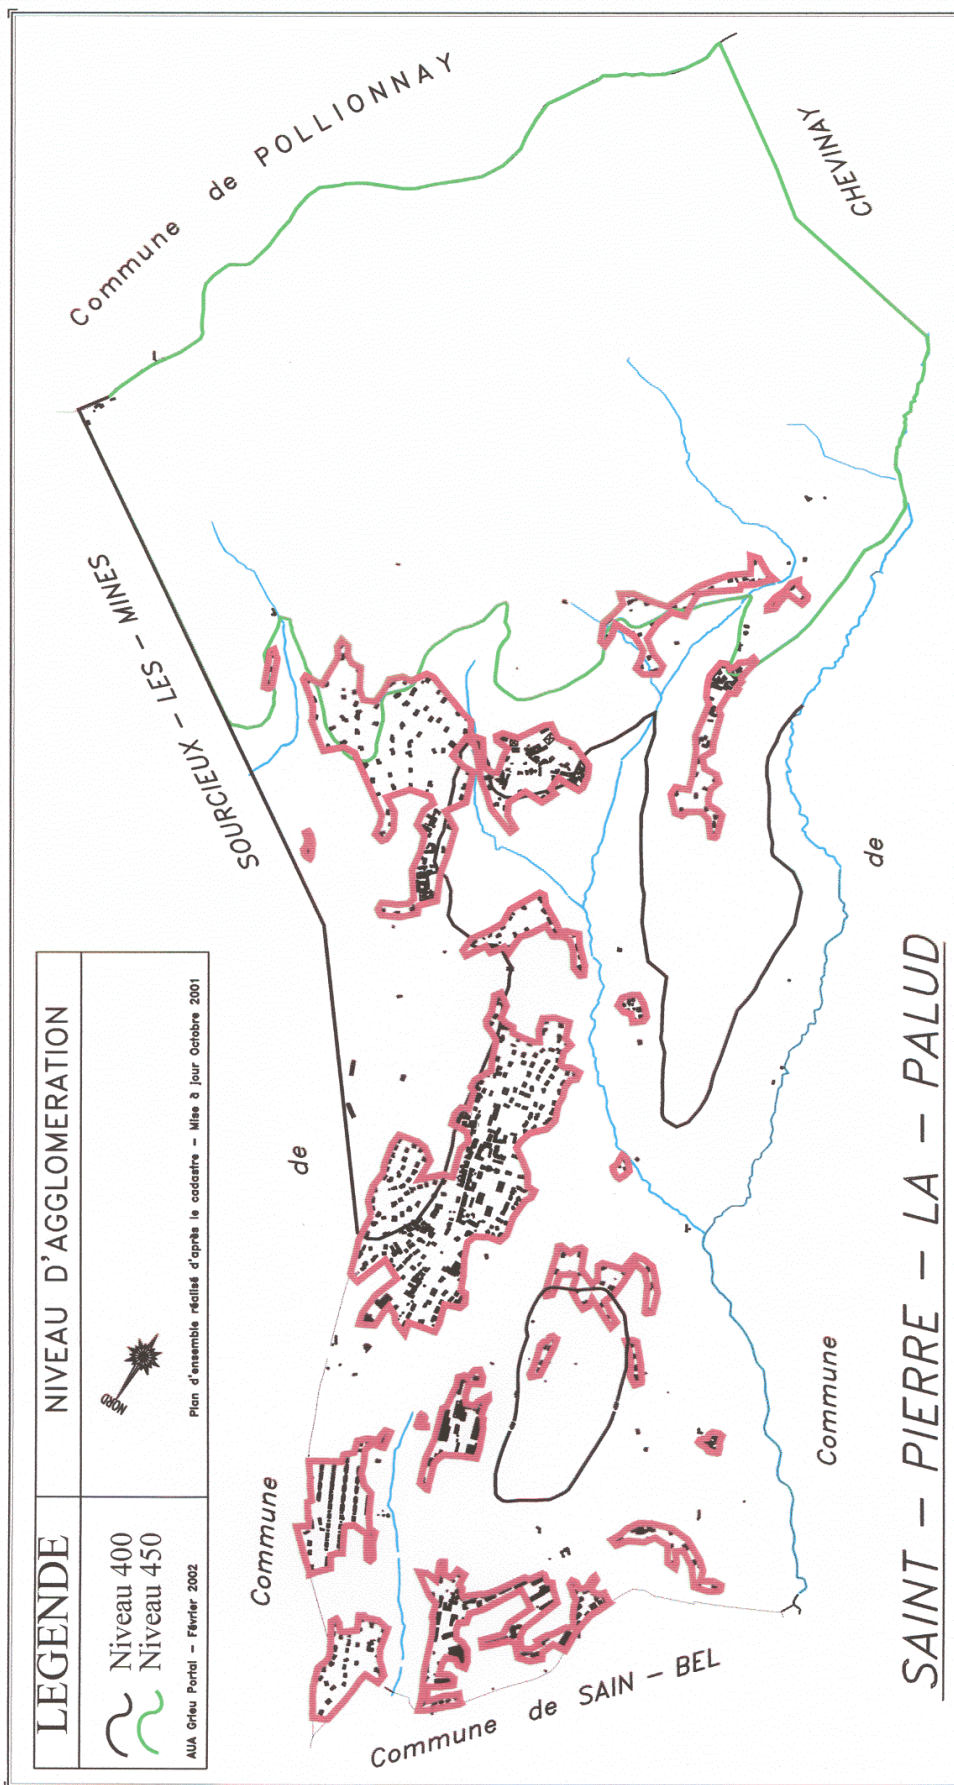 LEGENDE
Niveau 400
Niveau 450
AUA Grieu Portal - Février 2002
NIVEAU D'AGGLOMERATION
NORD
Plan d'ensemble réalisé d'après le cadastre - Mise à jour Octobre 2001
Commune de SOURCIEUX - LES - MINES
Commune de POLLIONNAY
Commune de SAIN - BEL
Commune de CHEVINAY
SAINT - PIERRE - LA - PALUD